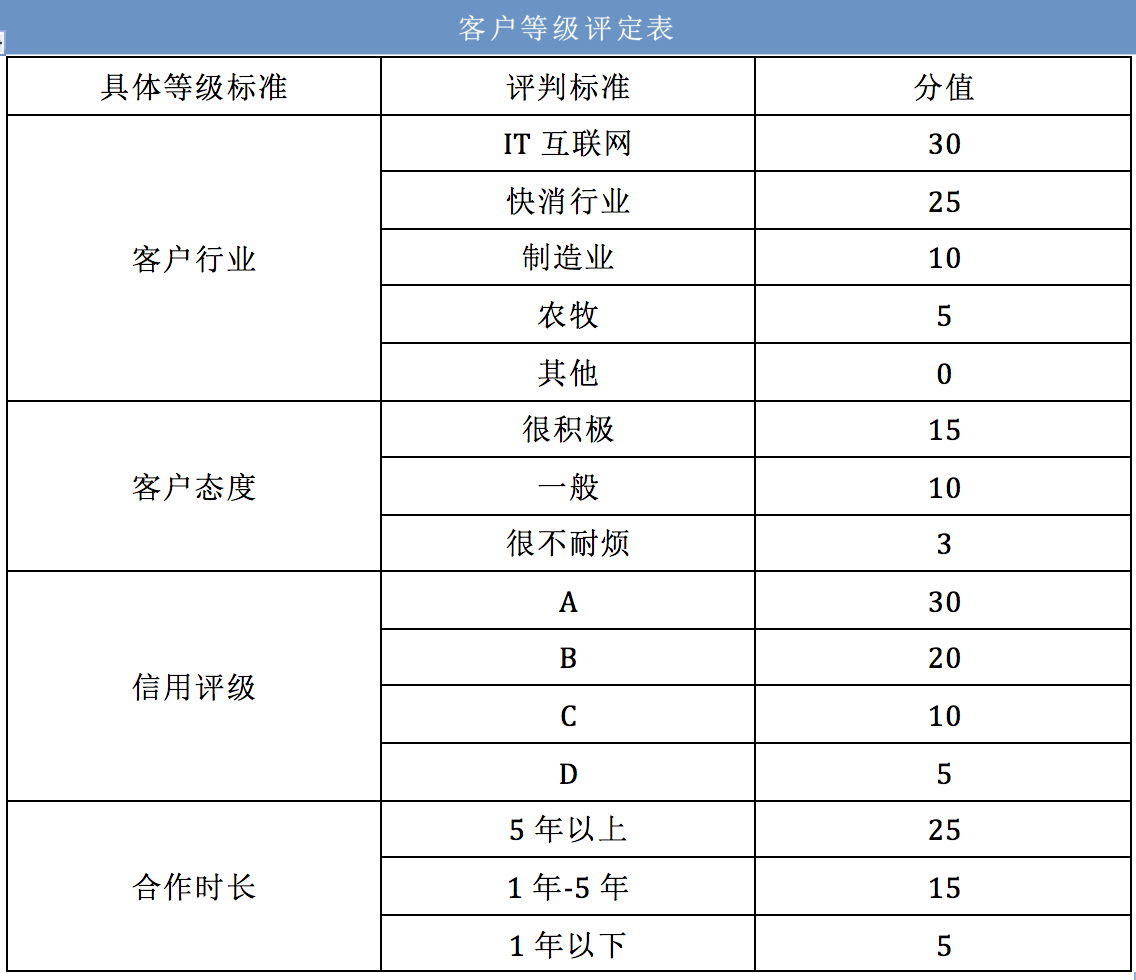 客户等级评定表
具体等级标准 评判标准 分值
客户行业 IT 互联网 30
快消行业 25
制造业 10
农牧 5
其他 0
客户态度 很积极 15
一般 10
很不耐烦 3
信用评级 A 30
B 20
C 10
D 5
合作时长 5 年以上 25
1 年-5 年 15
1 年以下 5